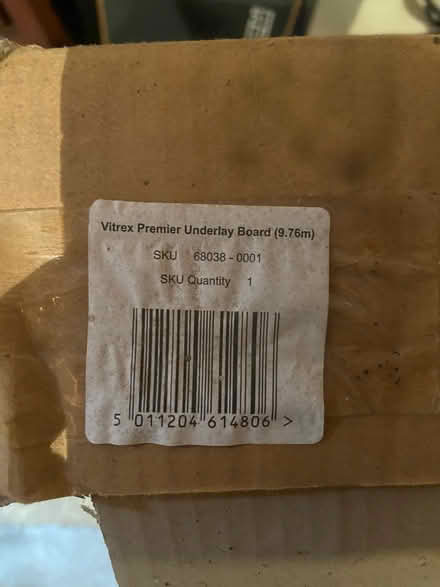 Vitrex Premier Underlay Board (9.76m)
SKU 68038 - 0001
SKU Quantity 1
5 011204 614806 >